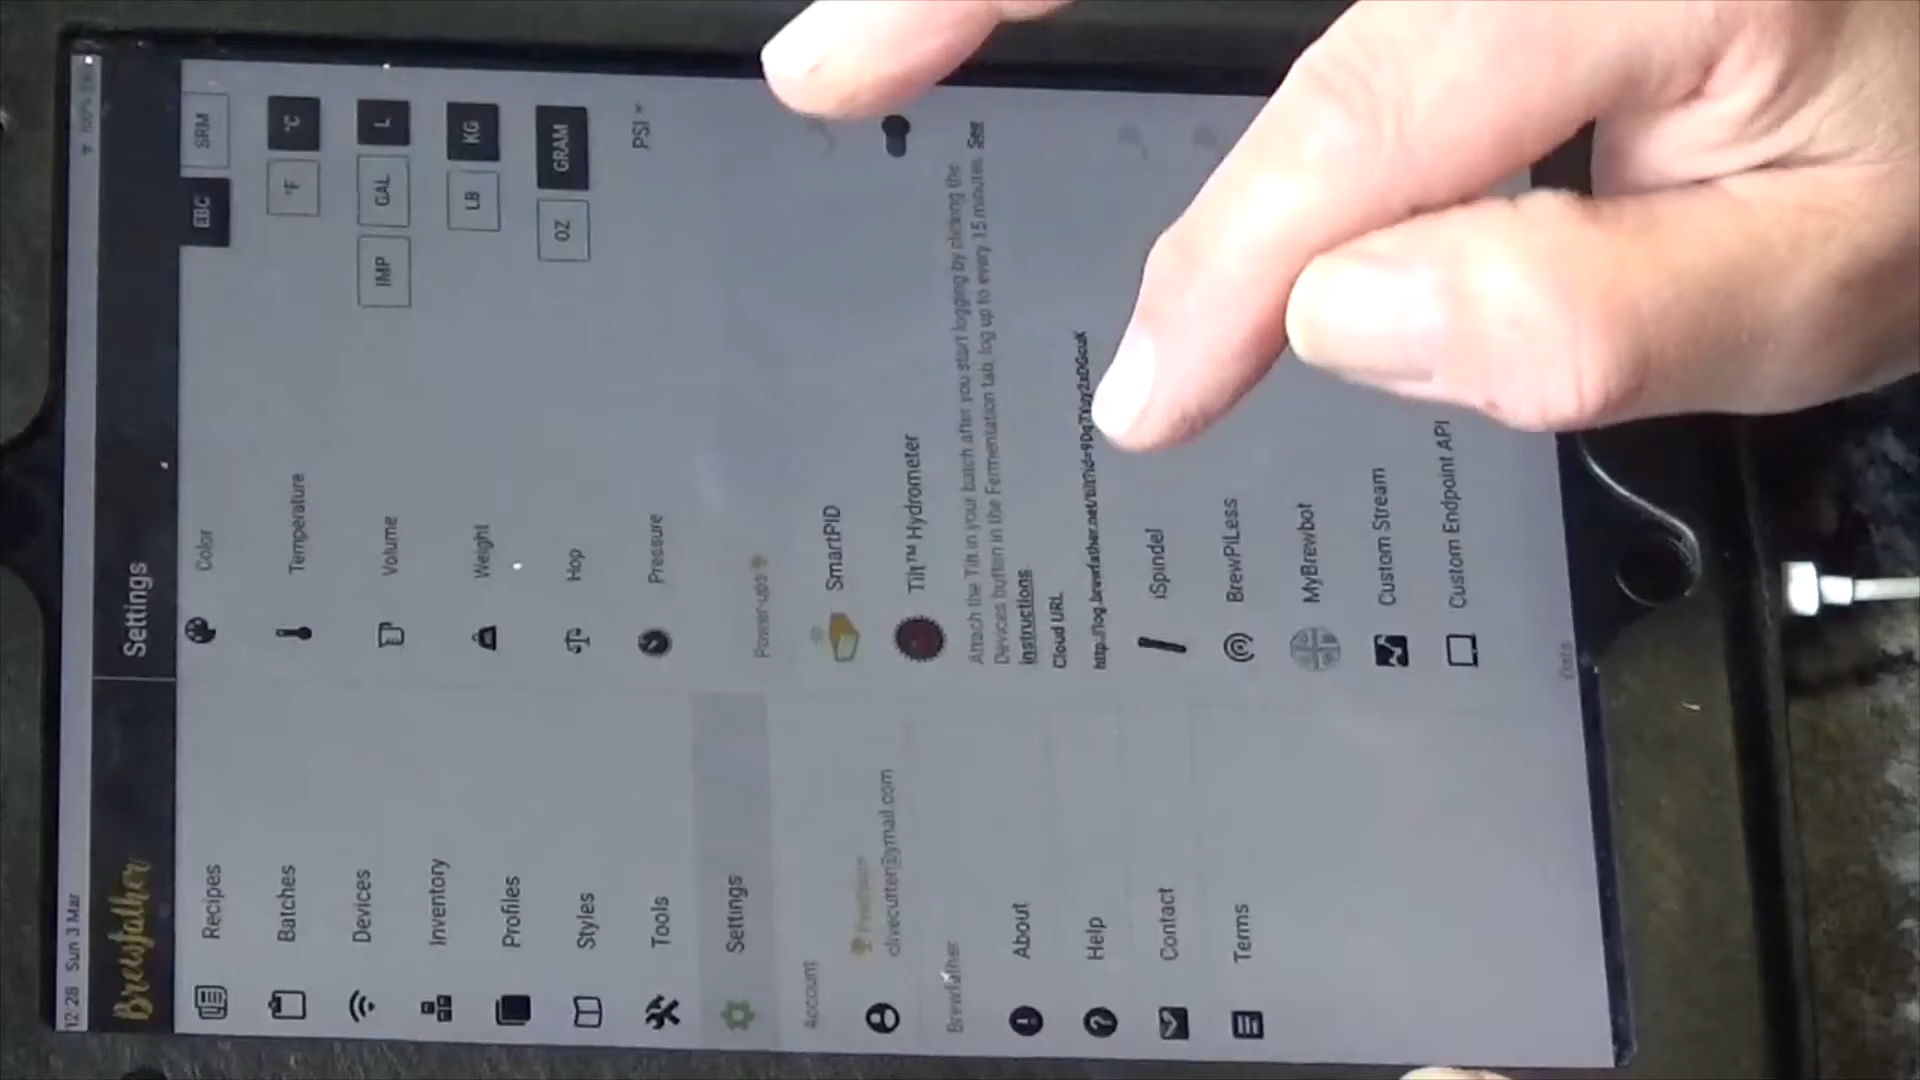 12:28 Sun 3 Mar
100%
Brewfather
Recipes
Batches
Devices
Inventory
Profiles
Styles
Tools
Settings
Account
Premium
Brewfather
About
Help
Contact
Terms
Settings
Color
EBC SRM
Temperature
°F °C
Volume
IMP GAL L
Weight
LB KG
Hop
OZ GRAM
Pressure
PSI
Power-ups
SmartPID
Tilt™ Hydrometer
Attach the Tilt in your batch after you start logging by clicking the
Devices button in the Fermentation tab, log up to every 15 minutes. See
instructions.
Cloud URL
iSpindel
BrewPiLess
MyBrewbot
Custom Stream
Custom Endpoint API
Data